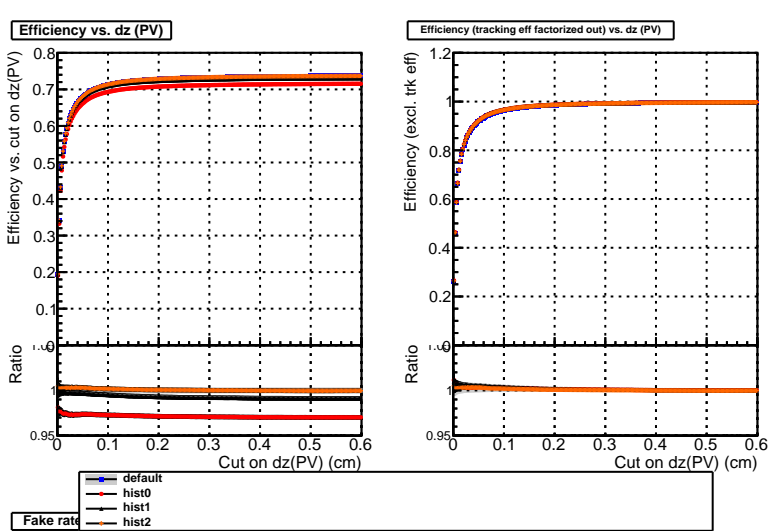 Efficiency vs. dz (PV)
Efficiency vs. cut on dz(PV)
0.8
0.7
0.6
0.5
0.4
0.3
0.2
0.1
0
Ratio
1
0.95
0 0.1 0.2 0.3 0.4 0.5 0.6
Cut on dz(PV) (cm)
Efficiency (tracking eff factorized out) vs. dz (PV)
Efficiency (excl. trk eff)
1.2
1
0.8
0.6
0.4
0.2
0
Ratio
1
0.95
0 0.1 0.2 0.3 0.4 0.5 0.6
Cut on dz(PV) (cm)
default
hist0
hist1
hist2
Fake rate